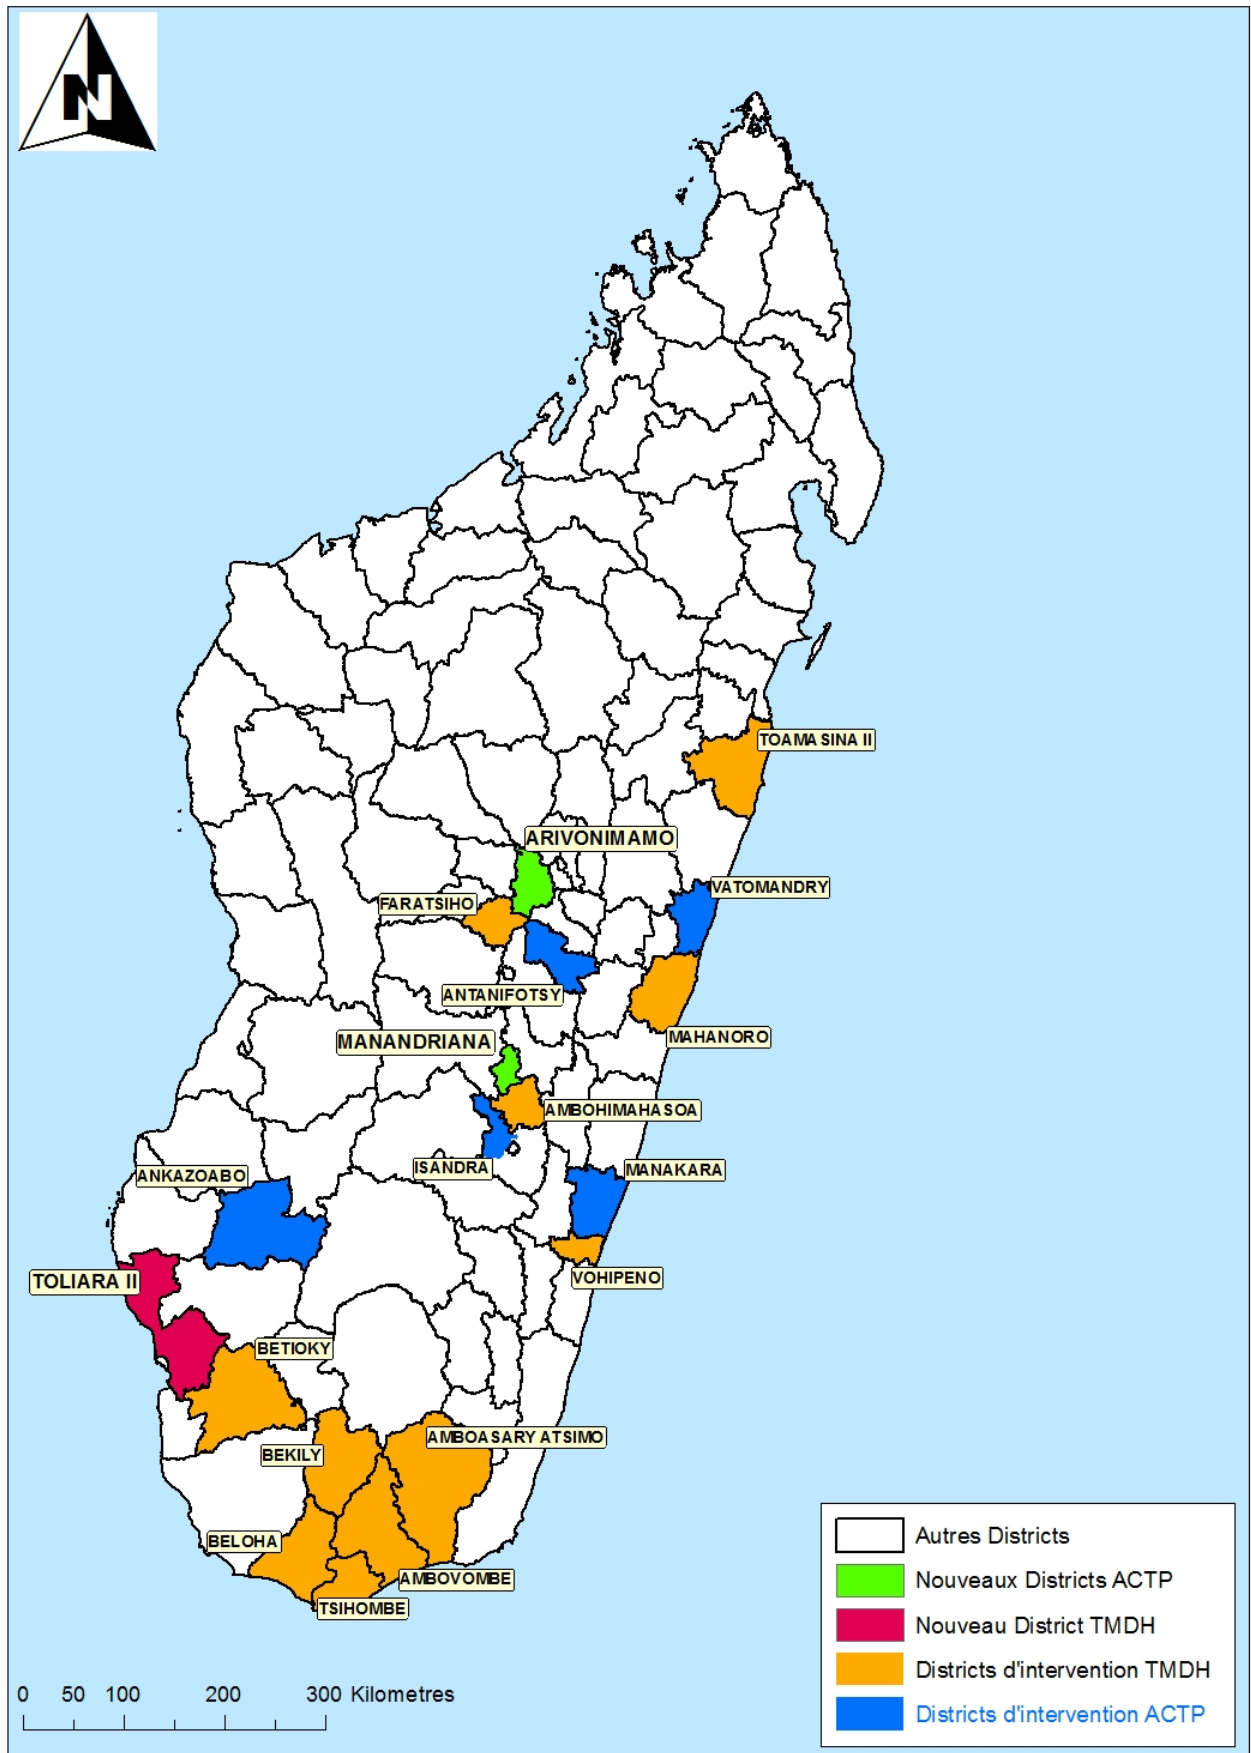 N
TOAMASINA II
ARIVONIMAMO
FARATSIHO
VATOMANDRY
ANTANIFOTSY
MAHANORO
MANANDRIANA
AMBOHIMAHASOA
ISANDRA
MANAKARA
ANKAZOABO
VOHIPENO
TOLIARA II
BETIOKY
AMBOASARY ATSIMO
BEKILY
BELOHA
AMBOVOMBE
TSIHOMBE
Autres Districts
Nouveaux Districts ACTP
Nouveau District TMDH
Districts d'intervention TMDH
Districts d'intervention ACTP
0 50 100 200 300 Kilometres